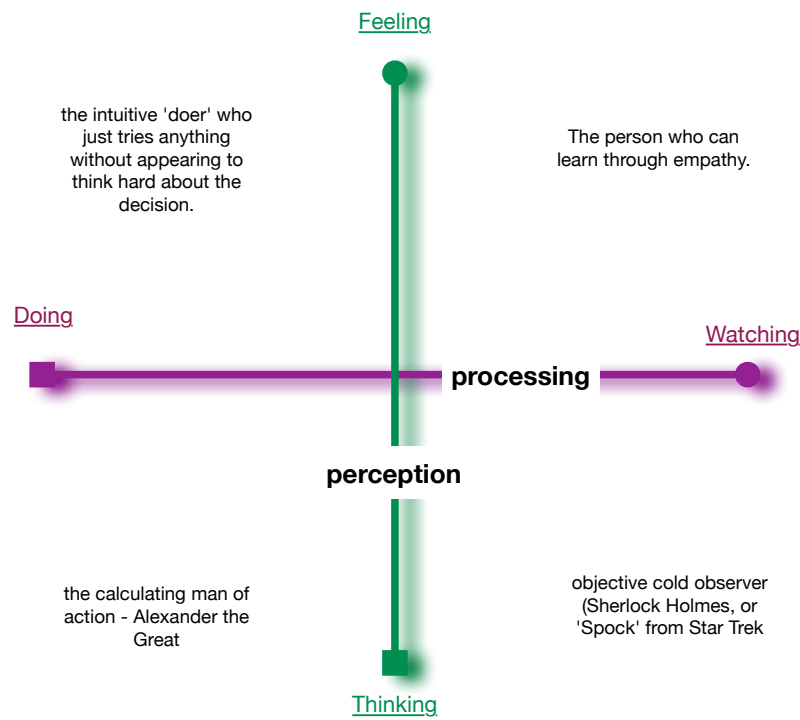 Feeling
the intuitive 'doer' who
just tries anything
without appearing to
think hard about the
decision.
The person who can
learn through empathy.
Doing
Watching
processing
perception
the calculating man of
action - Alexander the
Great
objective cold observer
(Sherlock Holmes, or
'Spock' from Star Trek
Thinking